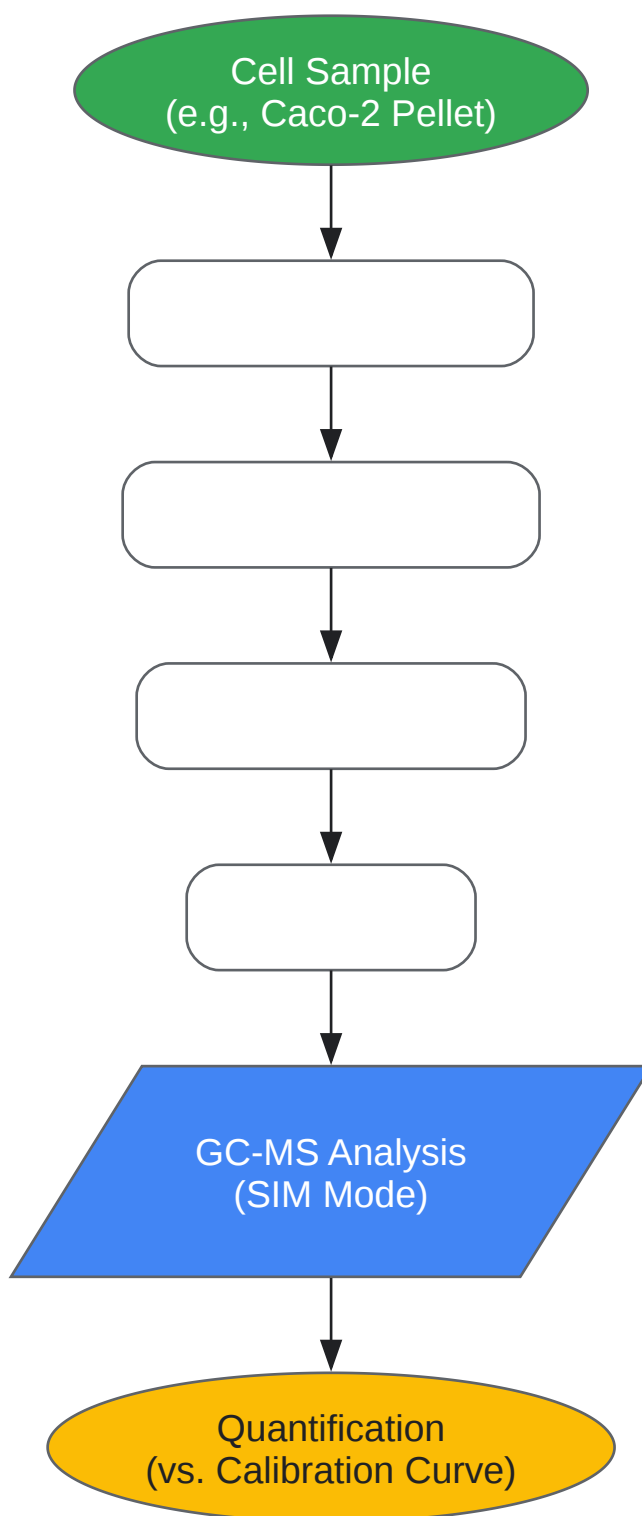 Cell Sample
(e.g., Caco-2 Pellet)
GC-MS Analysis
(SIM Mode)
Quantification
(vs. Calibration Curve)